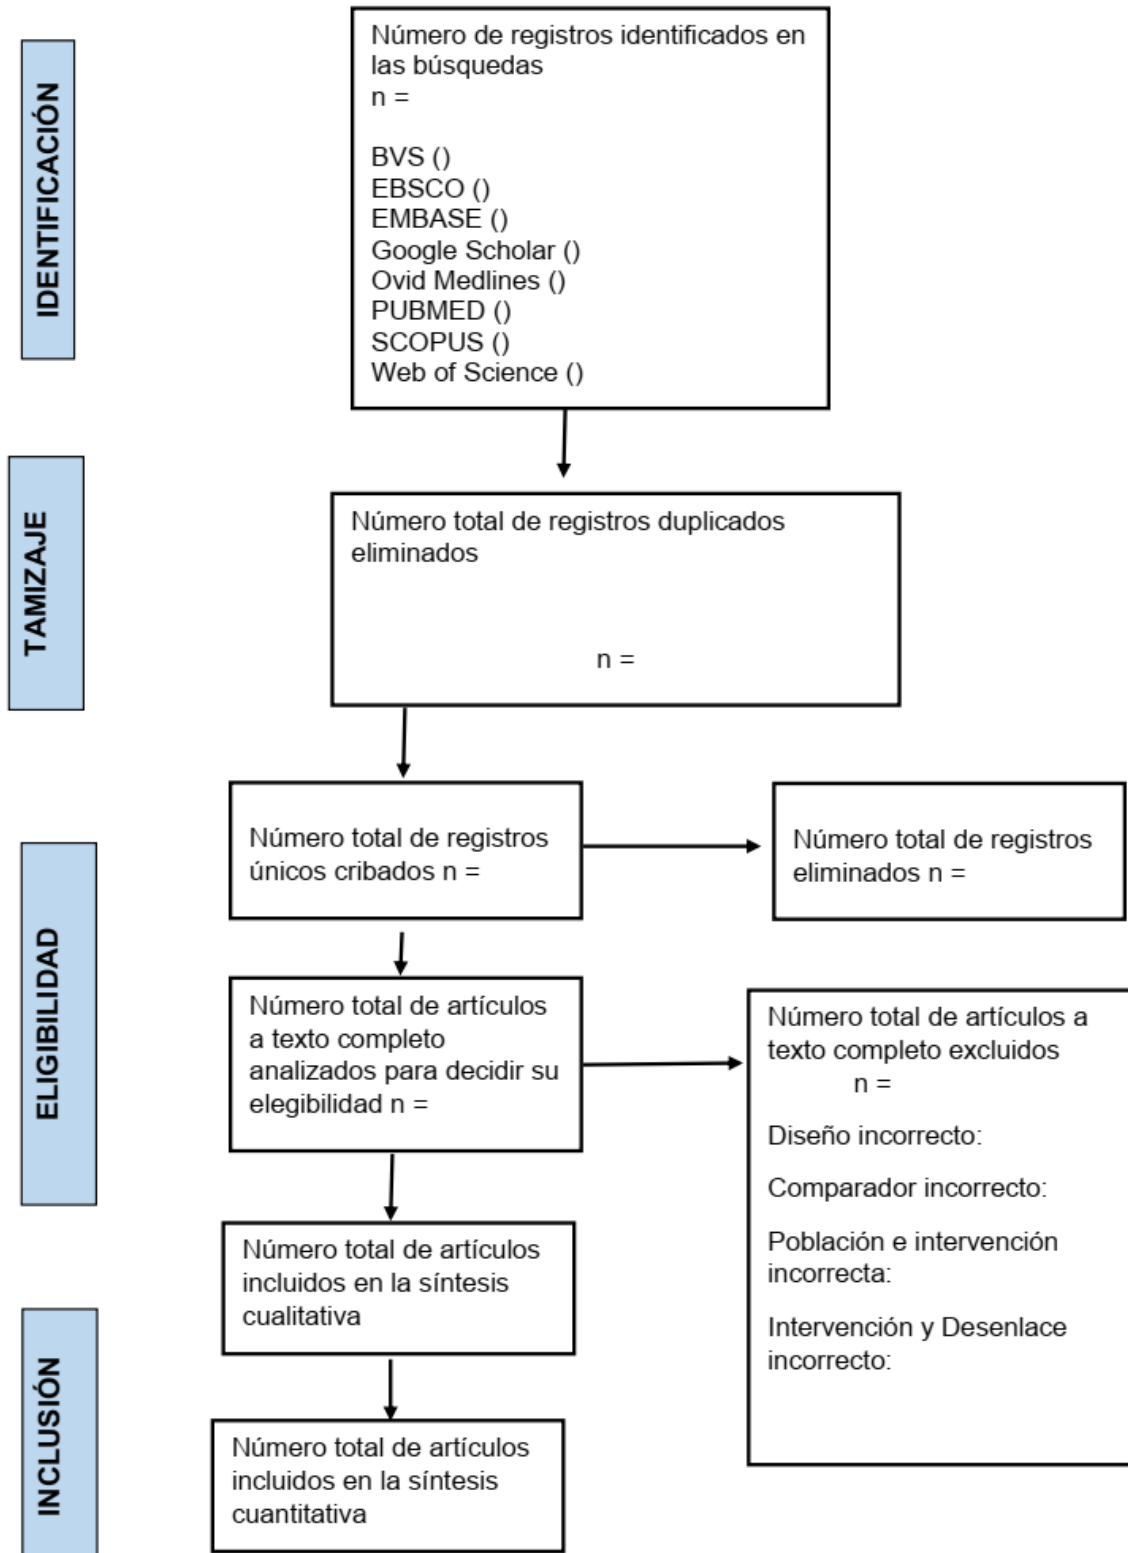 IDENTIFICACIÓN
Número de registros identificados en
las búsquedas
n =
BVS ()
EBSCO ()
EMBASE ()
Google Scholar ()
Ovid Medlines ()
PUBMED ()
SCOPUS ()
Web of Science ()
TAMIZAJE
Número total de registros duplicados
eliminados
n =
ELIGIBILIDAD
Número total de registros
únicos cribados n =
Número total de registros
eliminados n =
Número total de artículos
a texto completo
analizados para decidir su
elegibilidad n =
Número total de artículos a
texto completo excluidos
n =
Diseño incorrecto:
Comparador incorrecto:
Población e intervención
incorrecta:
Intervención y Desenlace
incorrecto:
Número total de artículos
incluidos en la síntesis
cualitativa
INCLUSIÓN
Número total de artículos
incluidos en la síntesis
cuantitativa